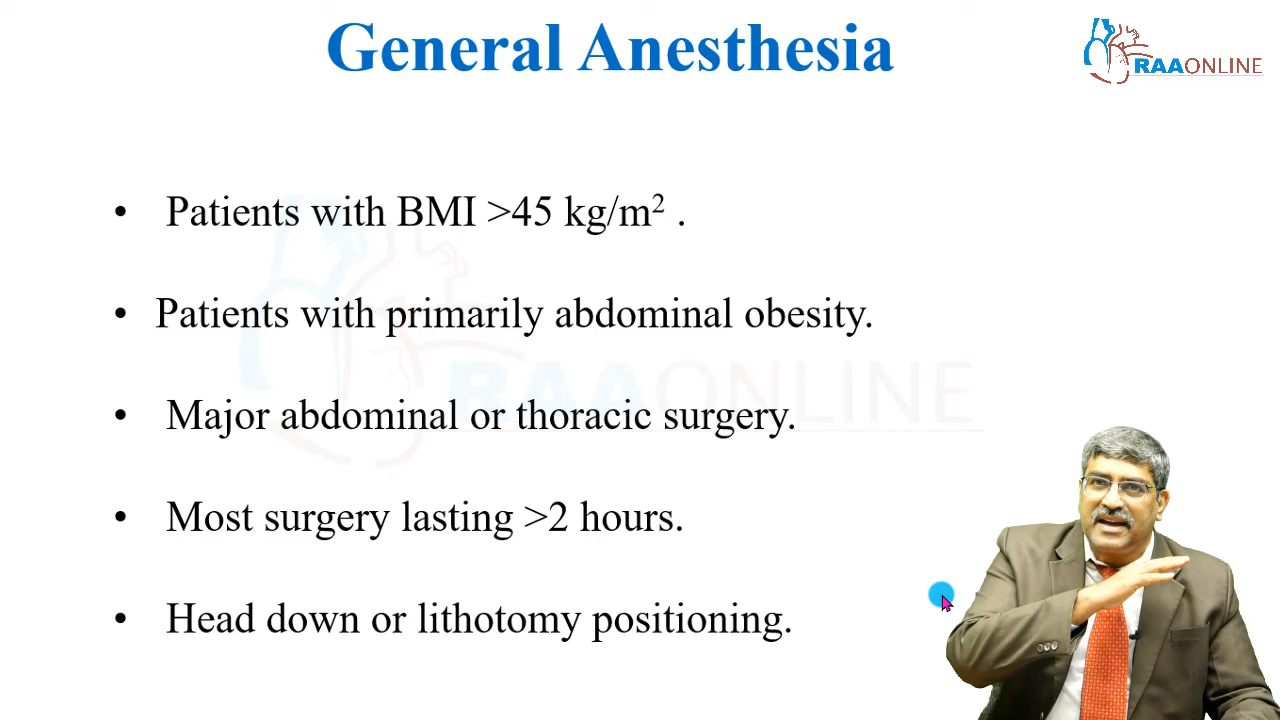 General Anesthesia
RAAONLINE
• Patients with BMI >45 kg/m² .
• Patients with primarily abdominal obesity.
• Major abdominal or thoracic surgery.
• Most surgery lasting >2 hours.
• Head down or lithotomy positioning.
RAAONLINE